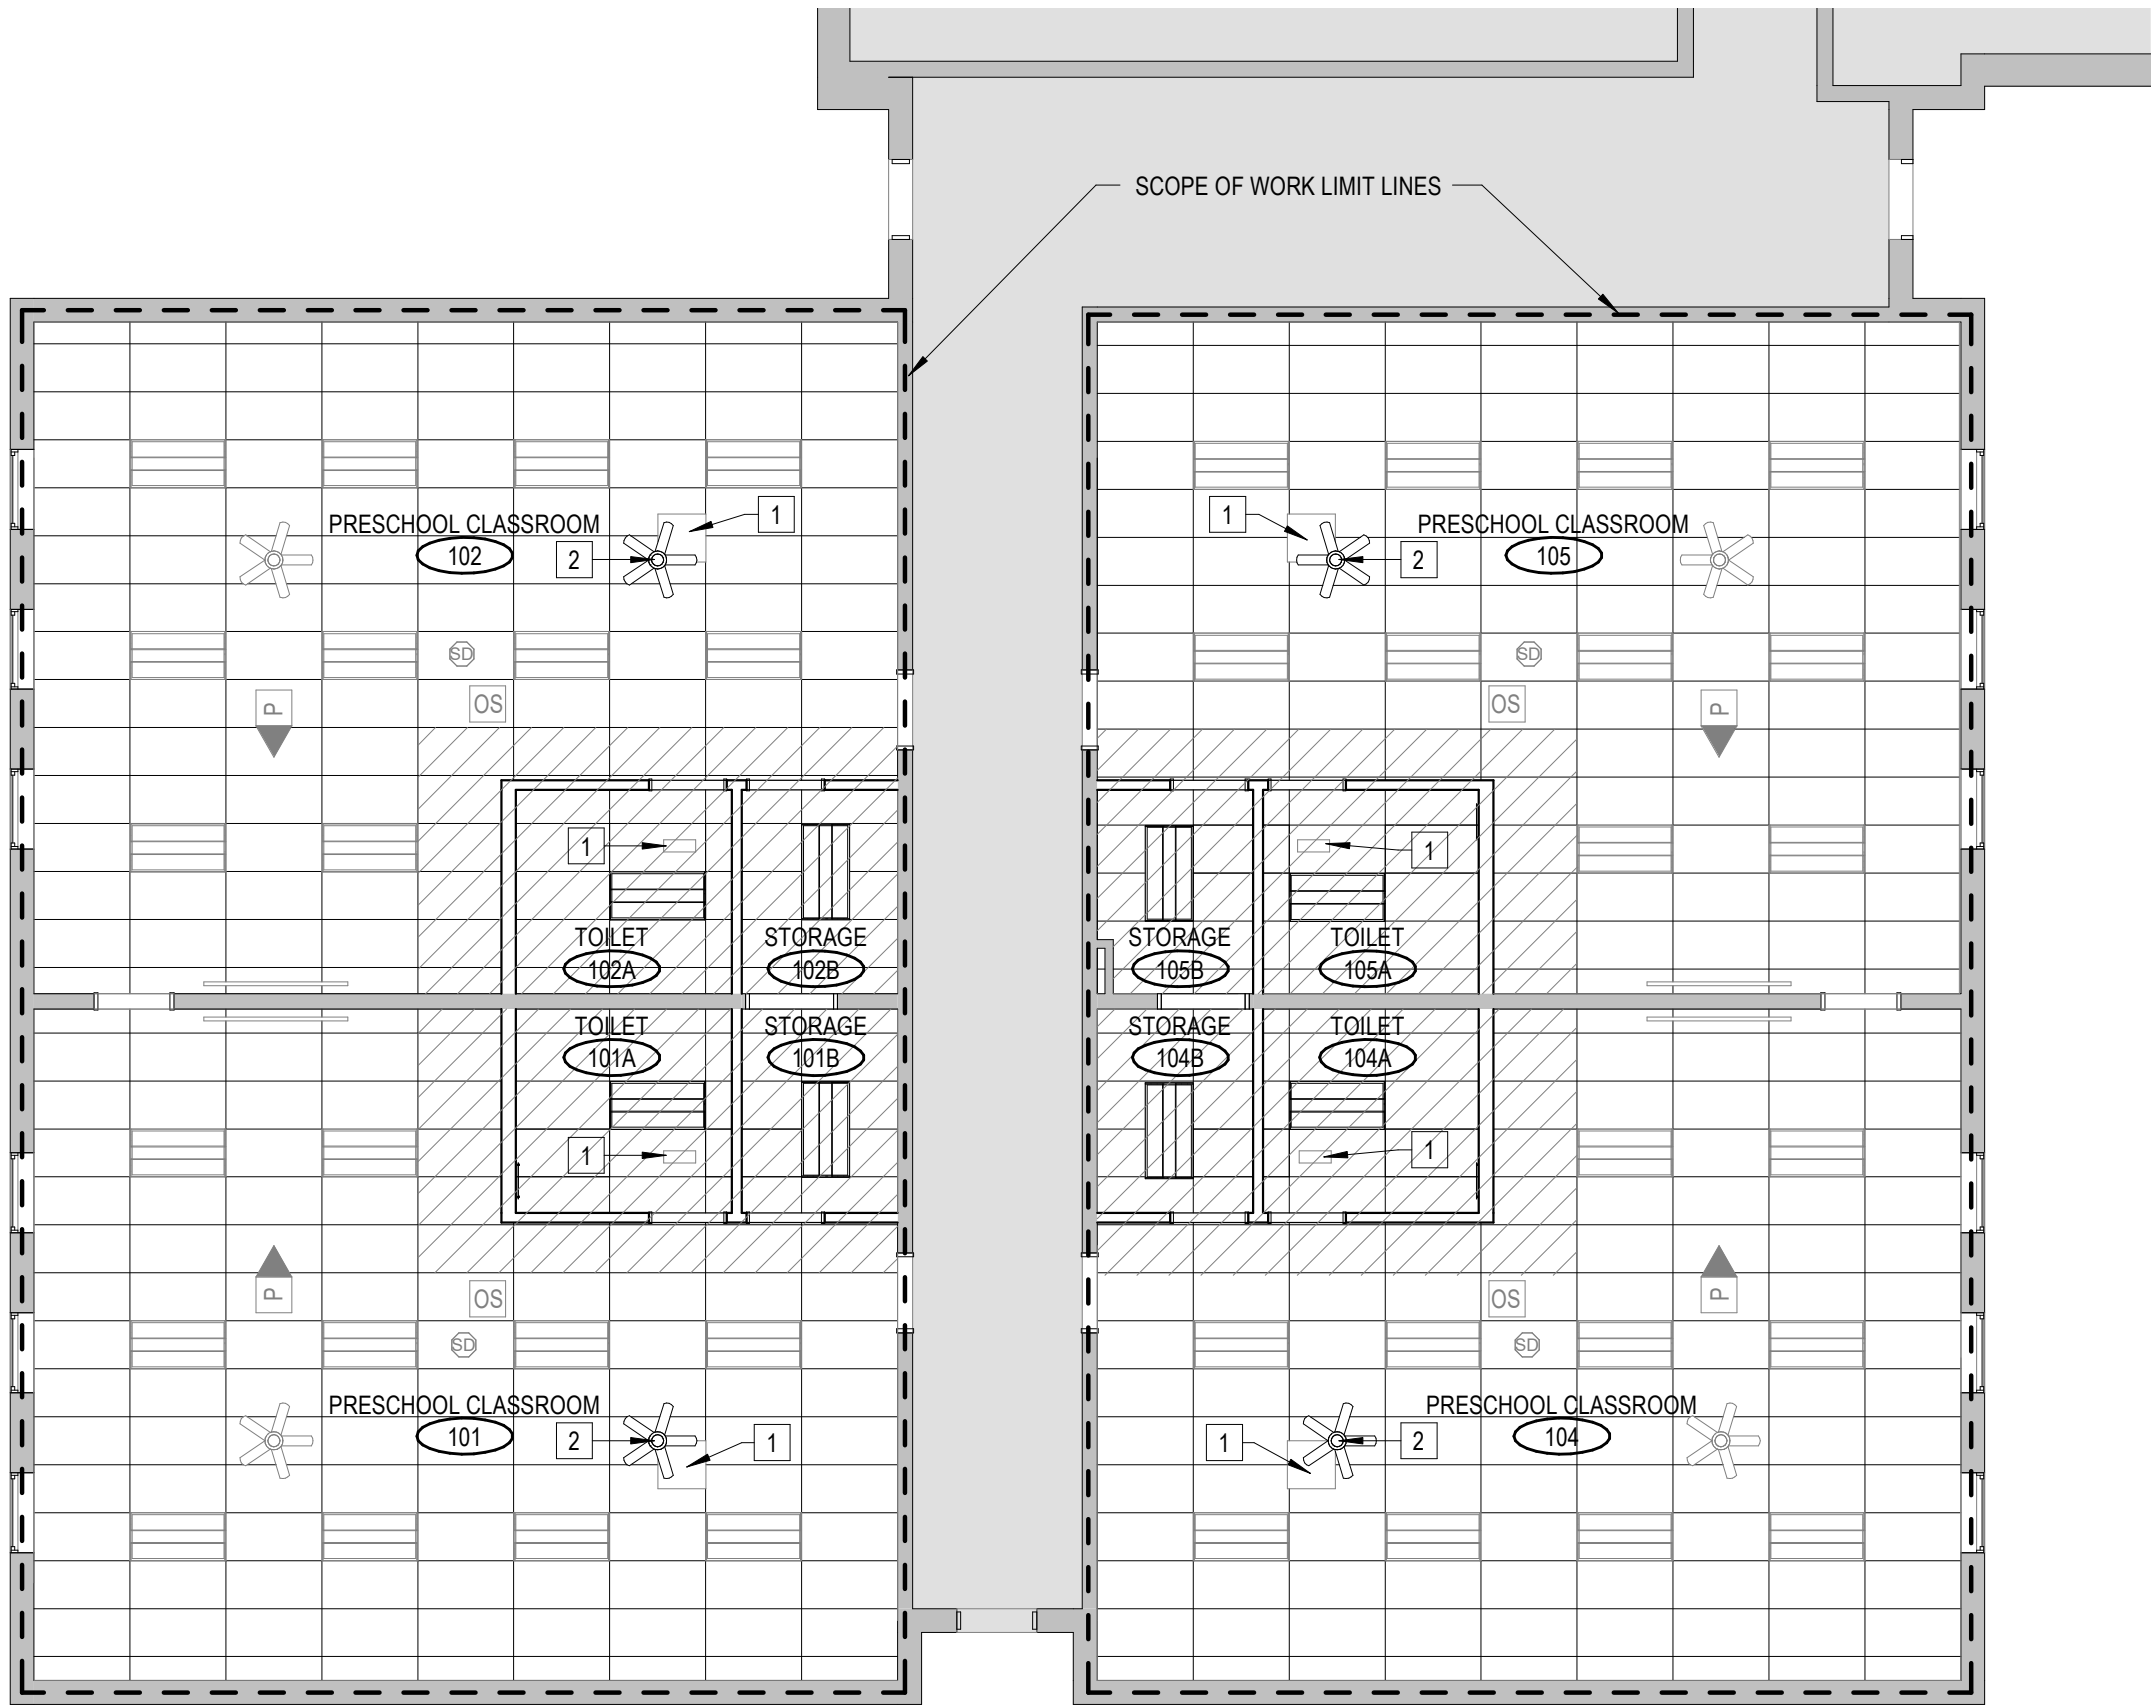 SCOPE OF WORK LIMIT LINES
1
PRESCHOOL CLASSROOM
102
2
1
PRESCHOOL CLASSROOM
105
2
SD
SD
OS
OS
P
P
1
1
TOILET
102A
STORAGE
102B
STORAGE
105B
TOILET
105A
TOILET
101A
STORAGE
101B
STORAGE
104B
TOILET
104A
1
1
P
P
OS
OS
SD
SD
PRESCHOOL CLASSROOM
101
2
1
1
2
PRESCHOOL CLASSROOM
104